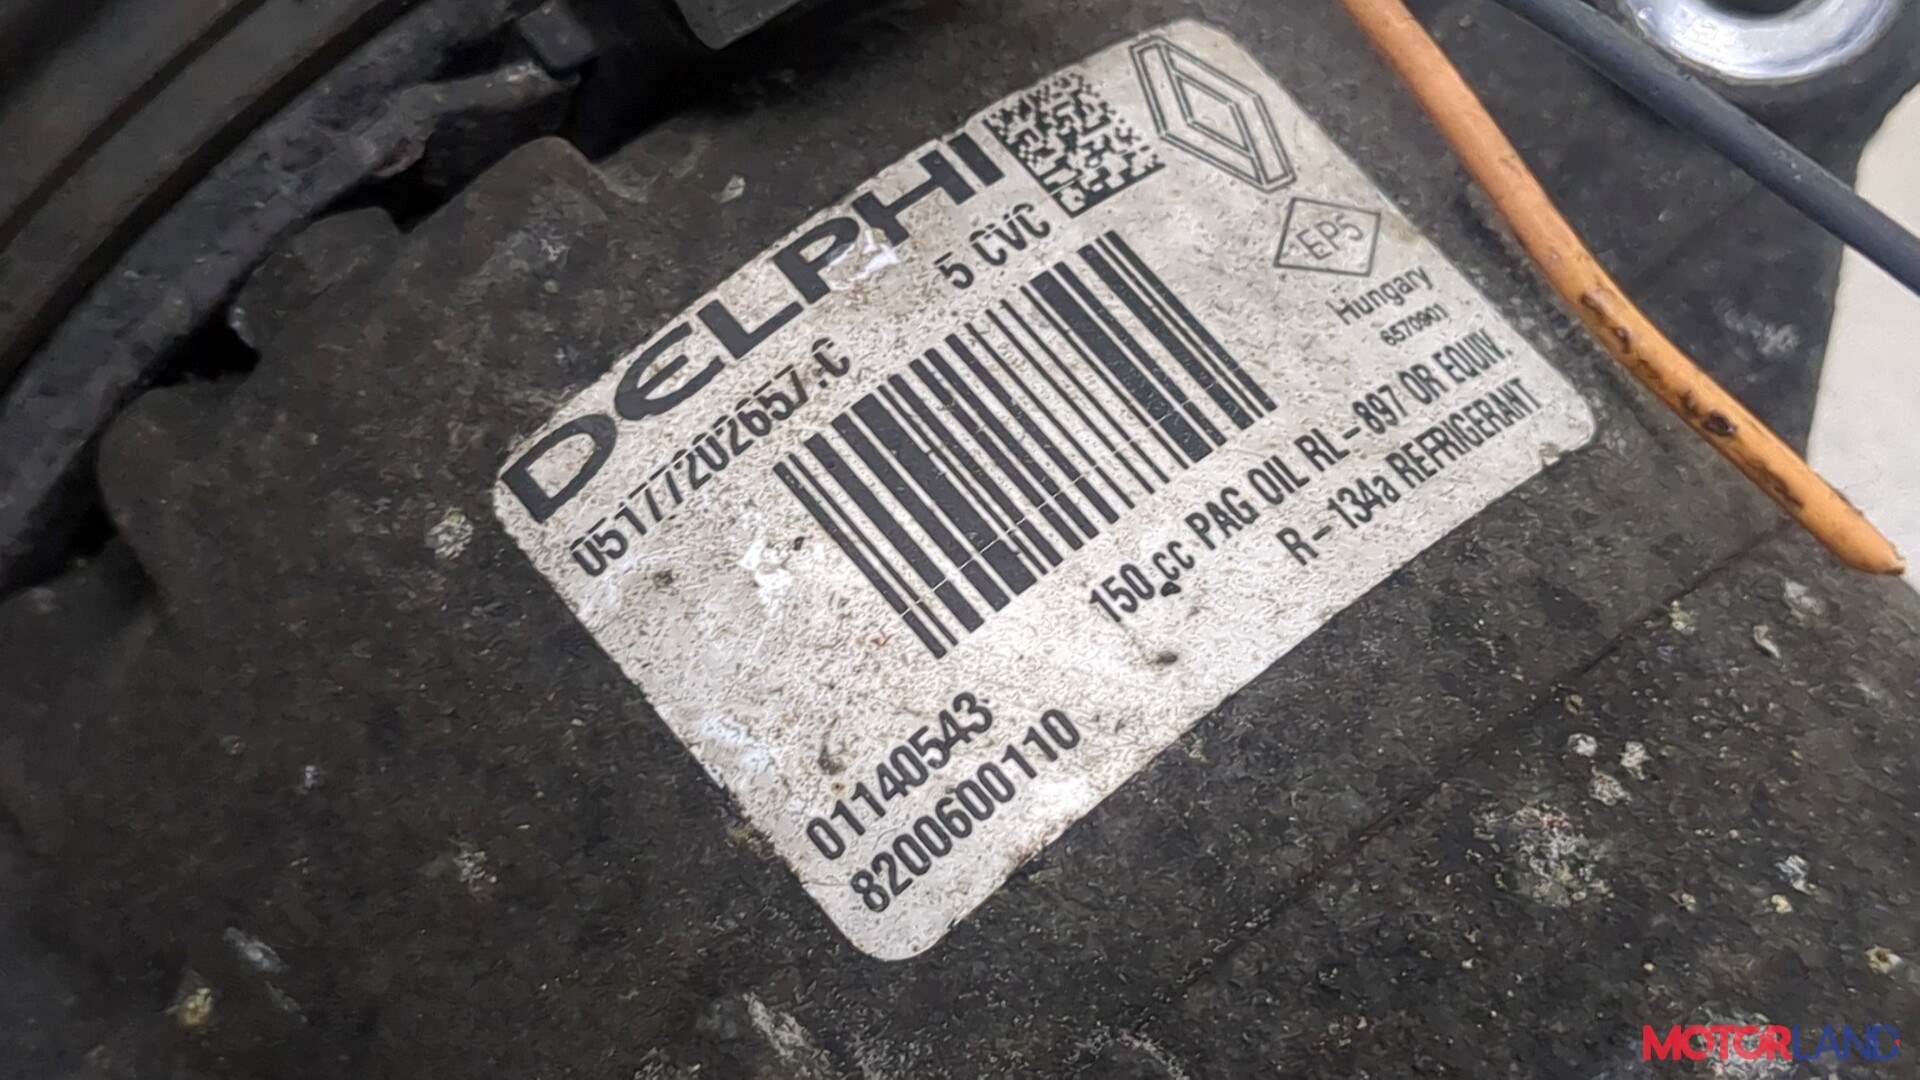 DELPHI
05177202657.C
5 CVC
EP5
Hungary
6570901
150 cc PAG OIL RL-897 OR EQUIV.
R-134a REFRIGERANT
01140543
8200600110
MOTORLAND